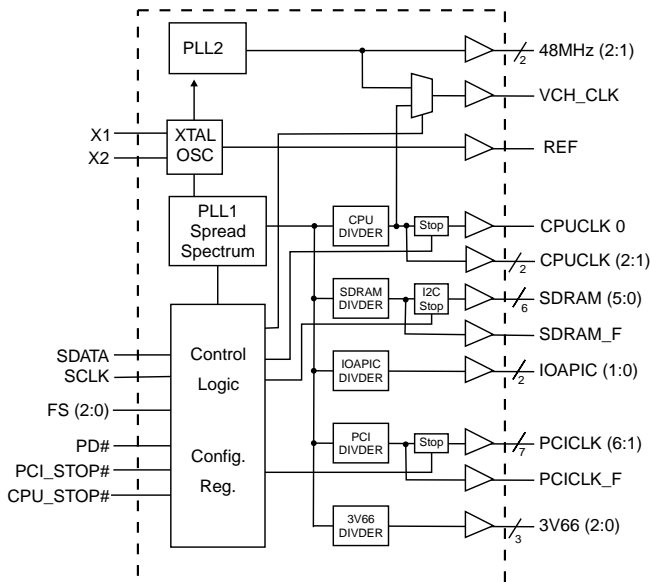 PLL2
2
48MHz (2:1)
VCH_CLK
X1
X2
XTAL
OSC
REF
PLL1
Spread
Spectrum
CPU
DIVDER
Stop
CPUCLK 0
2
CPUCLK (2:1)
SDRAM
DIVDER
I2C
Stop
6
SDRAM (5:0)
SDRAM_F
SDATA
SCLK
FS (2:0)
PD#
PCI_STOP#
CPU_STOP#
Control
Logic
Config.
Reg.
IOAPIC
DIVDER
2
IOAPIC (1:0)
PCI
DIVDER
Stop
7
PCICLK (6:1)
PCICLK_F
3V66
DIVDER
3
3V66 (2:0)